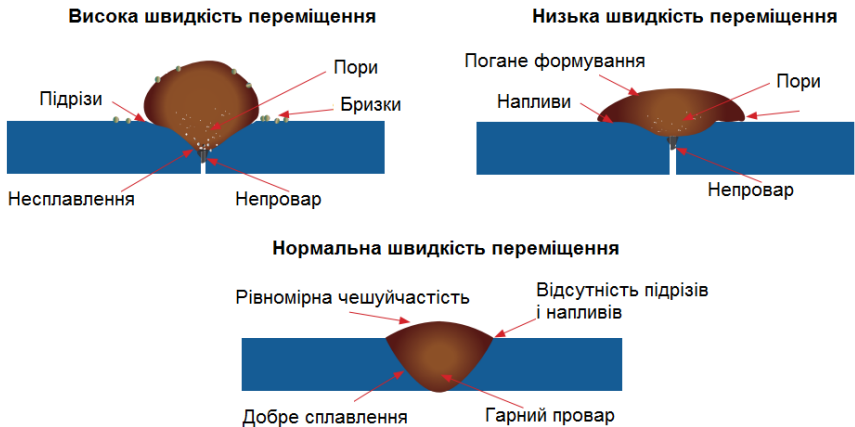 Висока швидкість переміщення
Пори
Підрізи
Бризки
Несплавлення
Непровар
Низька швидкість переміщення
Погане формування
Пори
Напливи
Непровар
Нормальна швидкість переміщення
Рівномірна чешуйчастість
Відсутність підрізів
і напливів
Добре сплавлення
Гарний провар